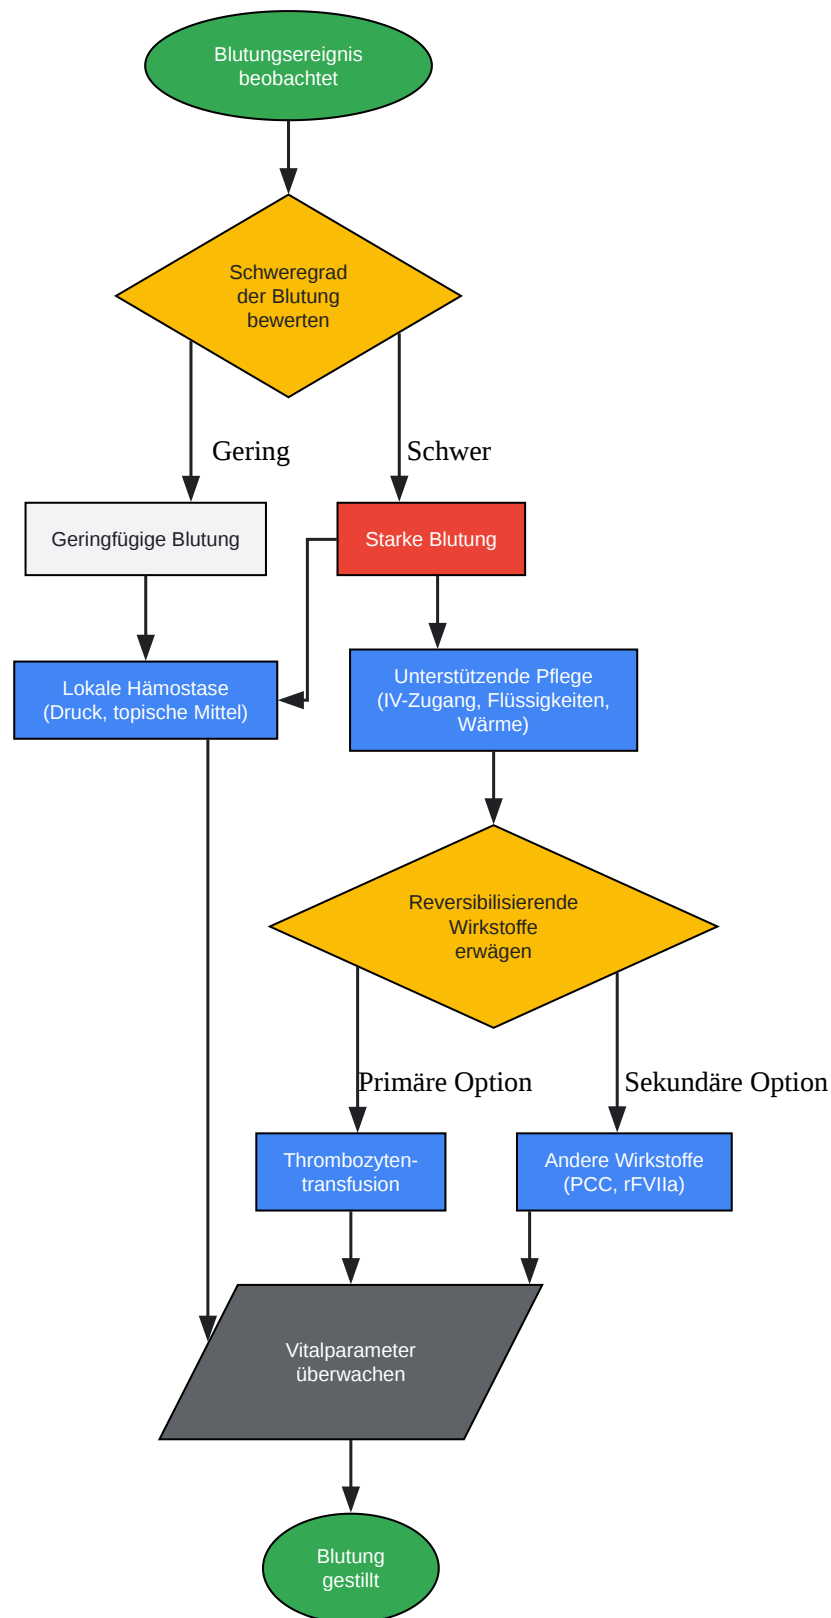 Blutungsereignis
beobachtet
Schweregrad
der Blutung
bewerten
Gering
Schwer
Geringfügige Blutung
Starke Blutung
Lokale Hämostase
(Druck, topische Mittel)
Unterstützende Pflege
(IV-Zugang, Flüssigkeiten,
Wärme)
Reversibilisierende
Wirkstoffe
erwägen
Primäre Option
Sekundäre Option
Thrombozyten-
transfusion
Andere Wirkstoffe
(PCC, rFVIIa)
Vitalparameter
überwachen
Blutung
gestillt